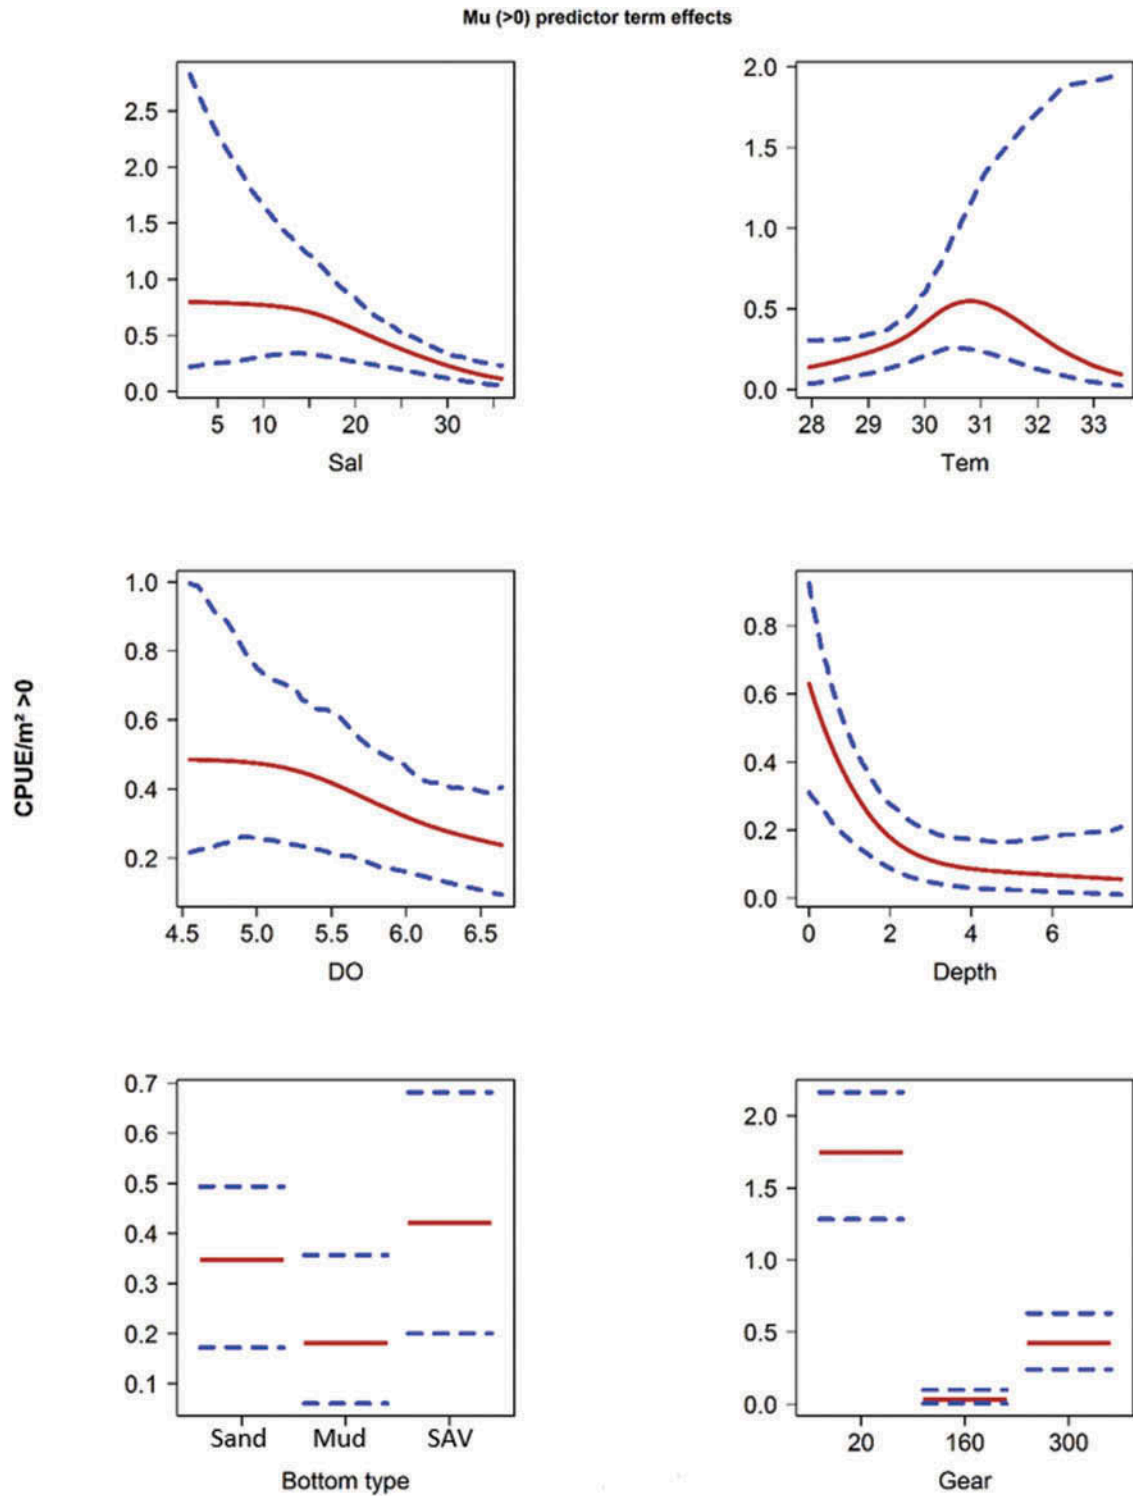 Mu (>0) predictor term effects
CPUE/m² >0
2.5
2.0
1.5
1.0
0.5
0.0
5 10 20 30
Sal
2.0
1.5
1.0
0.5
0.0
28 29 30 31 32 33
Tem
1.0
0.8
0.6
0.4
0.2
4.5 5.0 5.5 6.0 6.5
DO
0.8
0.6
0.4
0.2
0.0
0 2 4 6
Depth
0.7
0.6
0.5
0.4
0.3
0.2
0.1
Sand Mud SAV
Bottom type
2.0
1.5
1.0
0.5
0.0
20 160 300
Gear